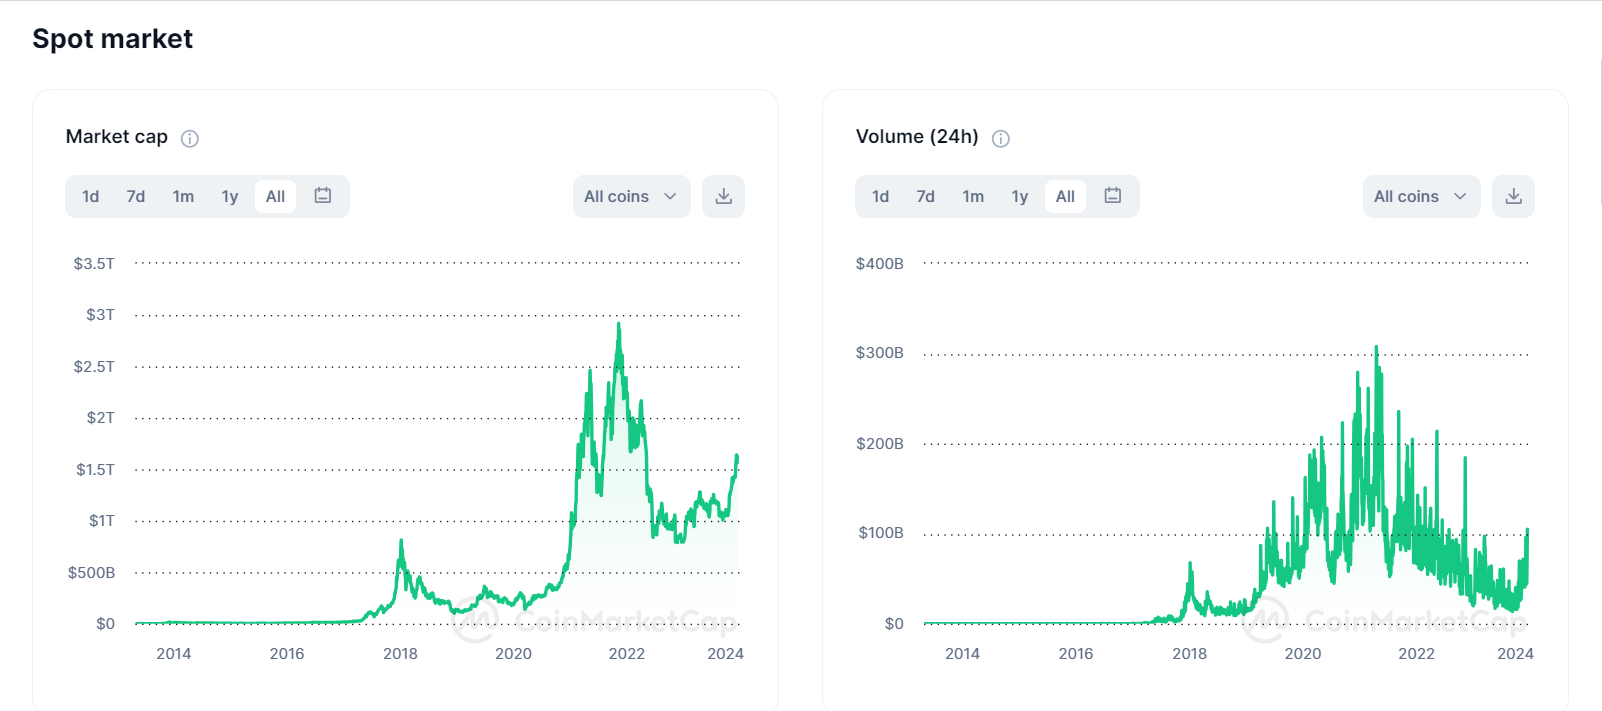 Spot market
Market cap
1d 7d 1m 1y All
All coins
$3.5T
$3T
$2.5T
$2T
$1.5T
$1T
$500B
$0
CoinMarketCap
2014 2016 2018 2020 2022 2024
Volume (24h)
1d 7d 1m 1y All
All coins
$400B
$300B
$200B
$100B
$0
CoinMarketCap
2014 2016 2018 2020 2022 2024